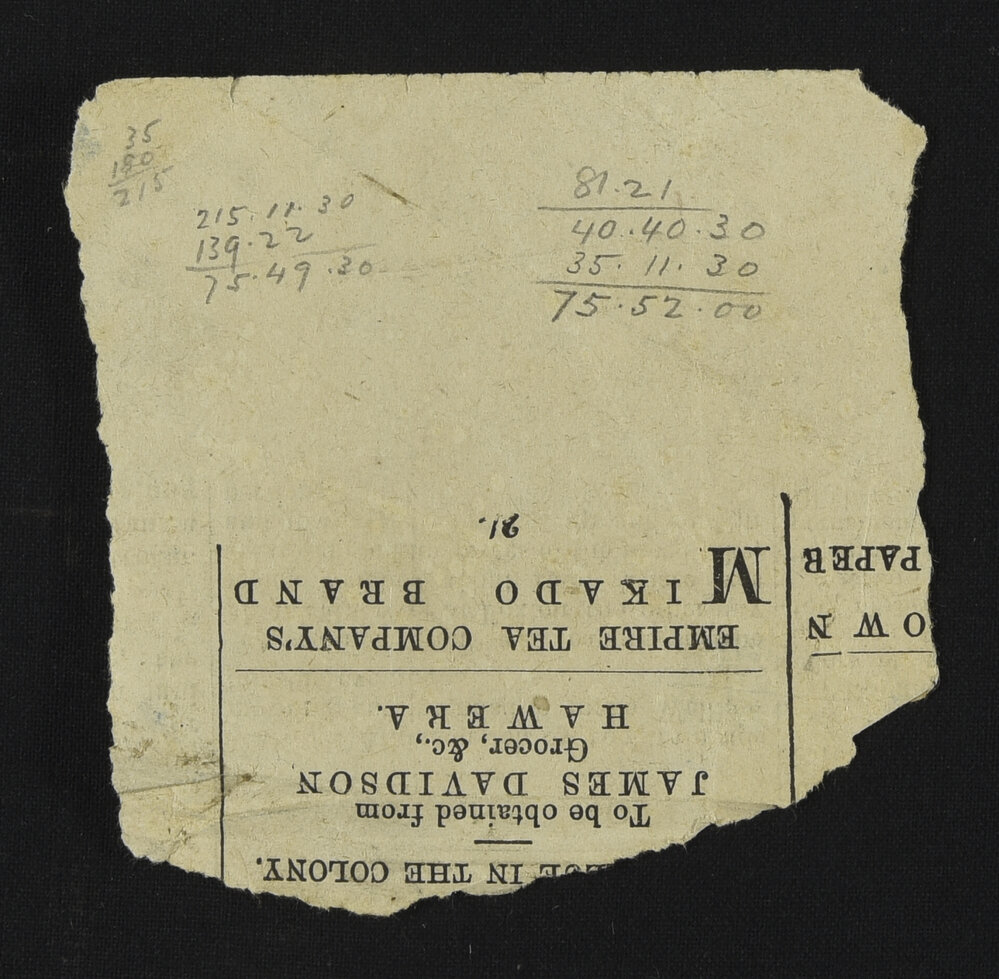 35
180
215
215.11.30
139.22
75.49.30
81.21
40.40.30
35.11.30
75.52.00
IN THE COLONY.
To be obtained from
JAMES DAVIDSON
Grocer, &c.,
HAWERA.
EMPIRE TEA COMPANY'S
MIKADO BRAND
OWN
PAPER